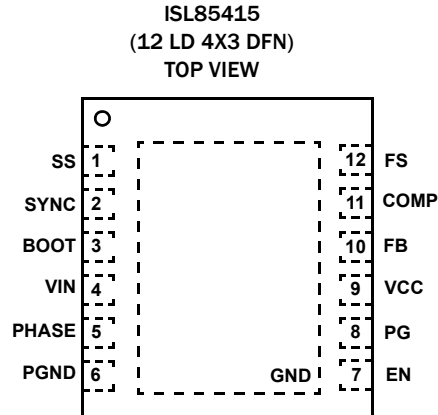 ISL85415
(12 LD 4X3 DFN)
TOP VIEW
SS 1 12 FS
SYNC 2 11 COMP
BOOT 3 10 FB
VIN 4 9 VCC
PHASE 5 8 PG
PGND 6 GND 7 EN